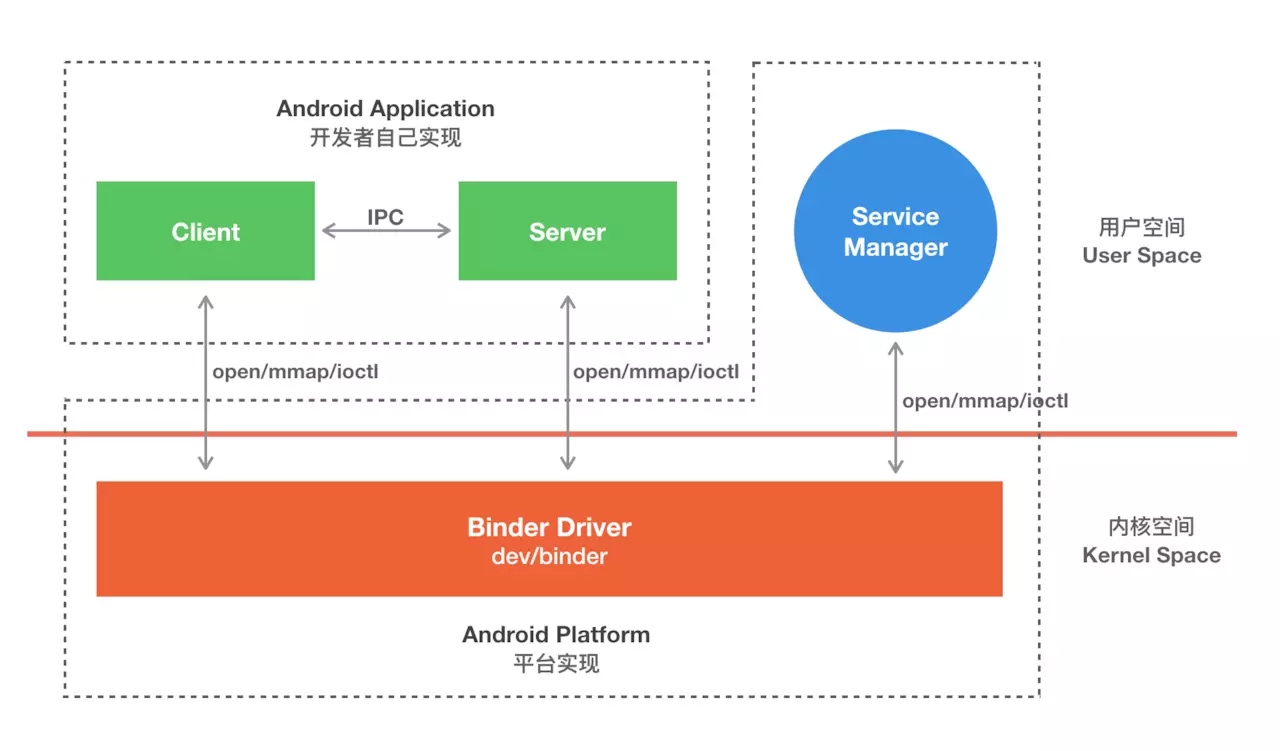 Android Application
开发者自己实现
Client
IPC
Server
Service
Manager
用户空间
User Space
open/mmap/ioctl
open/mmap/ioctl
open/mmap/ioctl
Binder Driver
dev/binder
内核空间
Kernel Space
Android Platform
平台实现